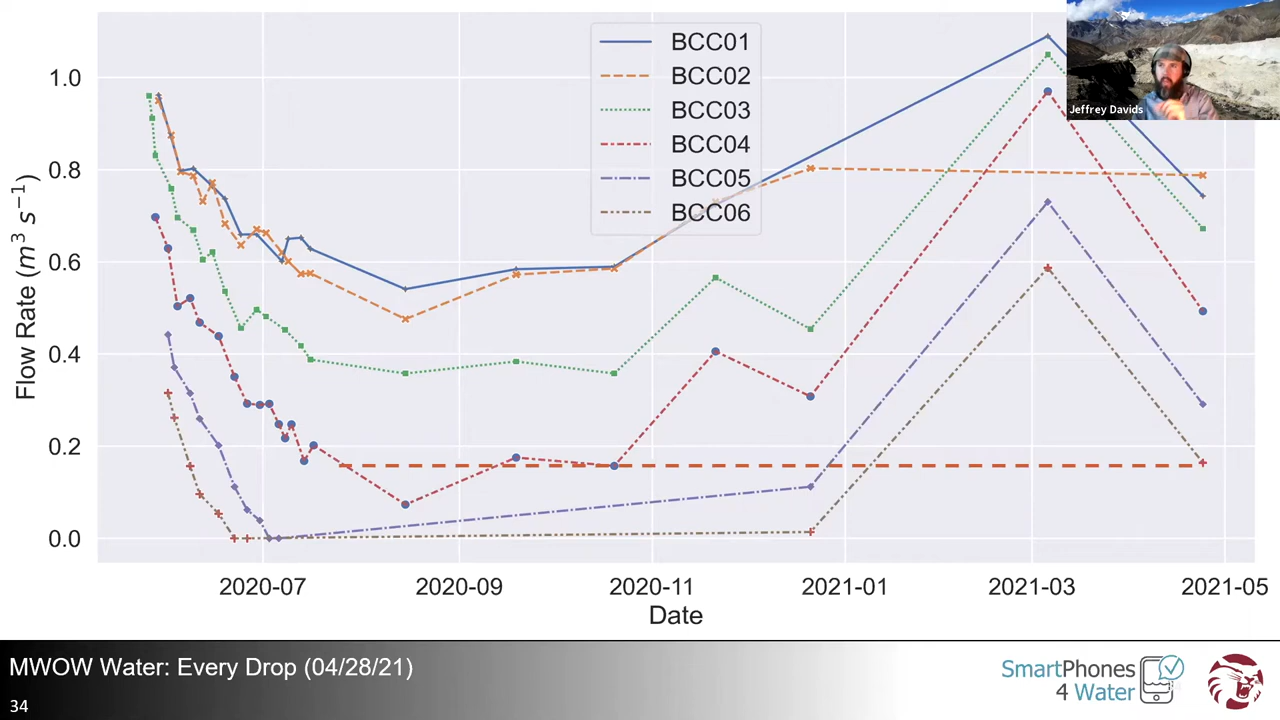 BCC01
BCC02
BCC03
BCC04
BCC05
BCC06
Jeffrey Davids
1.0
0.8
0.6
0.4
0.2
0.0
Flow Rate (m³ s⁻¹)
2020-07
2020-09
2020-11
2021-01
2021-03
2021-05
Date
MWOW Water: Every Drop (04/28/21)
34
SmartPhones
4 Water